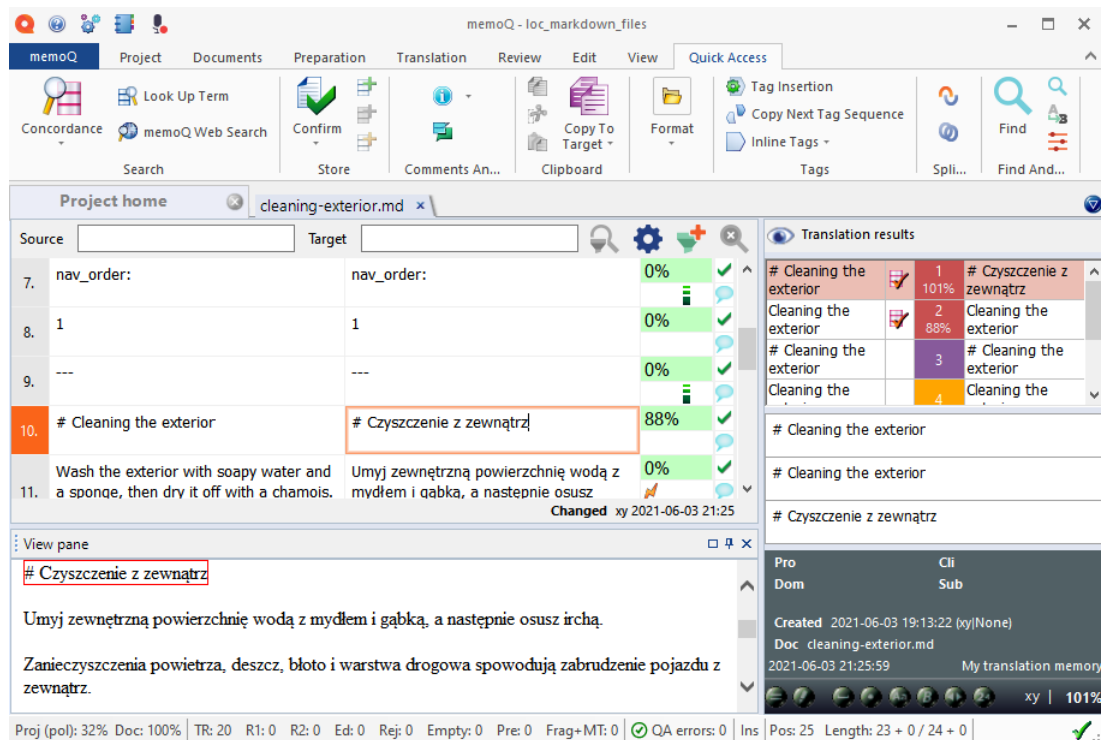 memoQ - loc_markdown_files
memoQ Project Documents Preparation Translation Review Edit View Quick Access
Concordance
Look Up Term
memoQ Web Search
Search
Confirm
Store
Comments An...
Copy To
Target
Clipboard
Format
Tag Insertion
Copy Next Tag Sequence
Inline Tags
Tags
Spli...
Find
Find And...
Project home
cleaning-exterior.md
Source Target
7. nav_order: nav_order: 0%
8. 1 1 0%
9. --- --- 0%
10. # Cleaning the exterior # Czyszczenie z zewnątrz 88%
11. Wash the exterior with soapy water and Umyj zewnętrzną powierzchnię wodą z 0%
a sponge, then dry it off with a chamois. mydłem i gąbką, a następnie osusz
Changed xy 2021-06-03 21:25
View pane
# Czyszczenie z zewnątrz
Umyj zewnętrzną powierzchnię wodą z mydłem i gąbką, a następnie osusz irchą.
Zanieczyszczenia powietrza, deszcz, błoto i warstwa drogowa spowodują zabrudzenie pojazdu z
zewnątrz.
Translation results
# Cleaning the 1 # Czyszczenie z
exterior 101% zewnątrz
Cleaning the 2 Cleaning the
exterior 88% exterior
# Cleaning the 3 # Cleaning the
exterior exterior
Cleaning the 4 Cleaning the
# Cleaning the exterior
# Cleaning the exterior
# Czyszczenie z zewnątrz
Pro Cli
Dom Sub
Created 2021-06-03 19:13:22 (xy|None)
Doc cleaning-exterior.md
2021-06-03 21:25:59 My translation memory
xy | 101%
Proj (pol): 32% Doc: 100% TR: 20 R1: 0 R2: 0 Ed: 0 Rej: 0 Empty: 0 Pre: 0 Frag+MT: 0 QA errors: 0 Ins Pos: 25 Length: 23 + 0 / 24 + 0